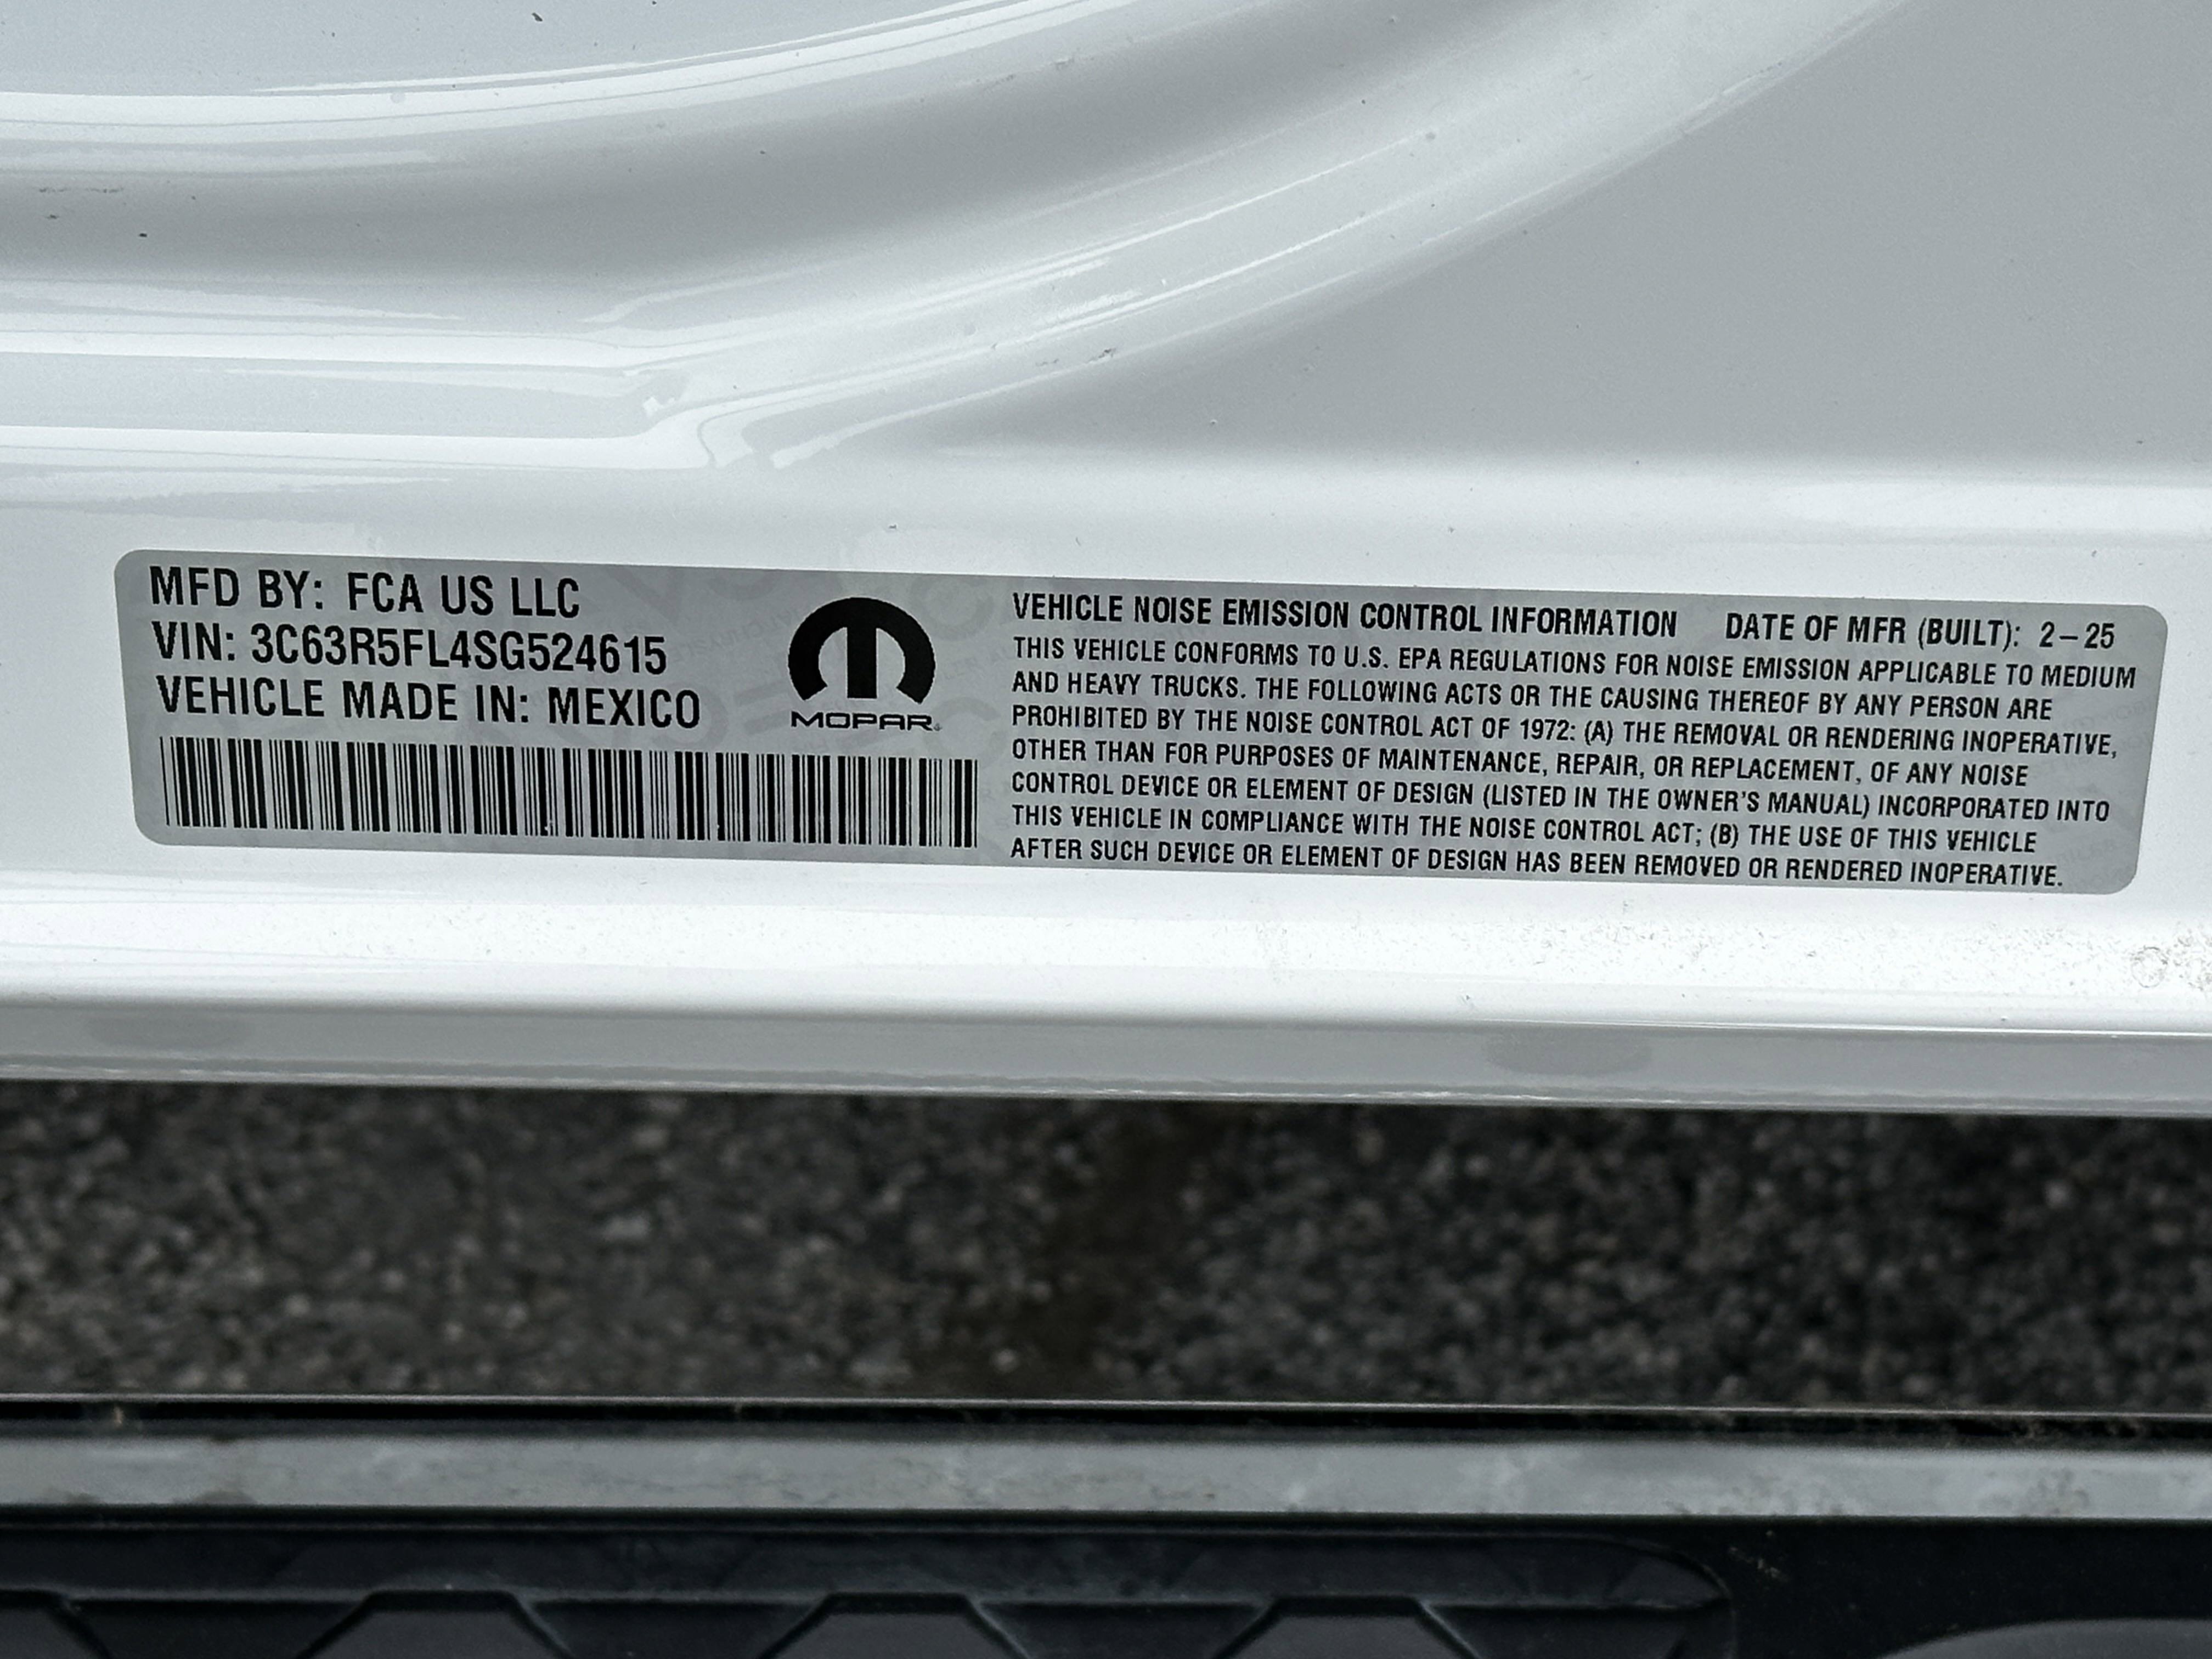 MFD BY: FCA US LLC
VIN: 3C63R5FL4SG524615
VEHICLE MADE IN: MEXICO
MOPAR
VEHICLE NOISE EMISSION CONTROL INFORMATION DATE OF MFR (BUILT): 2-25
THIS VEHICLE CONFORMS TO U.S. EPA REGULATIONS FOR NOISE EMISSION APPLICABLE TO MEDIUM
AND HEAVY TRUCKS. THE FOLLOWING ACTS OR THE CAUSING THEREOF BY ANY PERSON ARE
PROHIBITED BY THE NOISE CONTROL ACT OF 1972: (A) THE REMOVAL OR RENDERING INOPERATIVE,
OTHER THAN FOR PURPOSES OF MAINTENANCE, REPAIR, OR REPLACEMENT, OF ANY NOISE
CONTROL DEVICE OR ELEMENT OF DESIGN (LISTED IN THE OWNER'S MANUAL) INCORPORATED INTO
THIS VEHICLE IN COMPLIANCE WITH THE NOISE CONTROL ACT; (B) THE USE OF THIS VEHICLE
AFTER SUCH DEVICE OR ELEMENT OF DESIGN HAS BEEN REMOVED OR RENDERED INOPERATIVE.